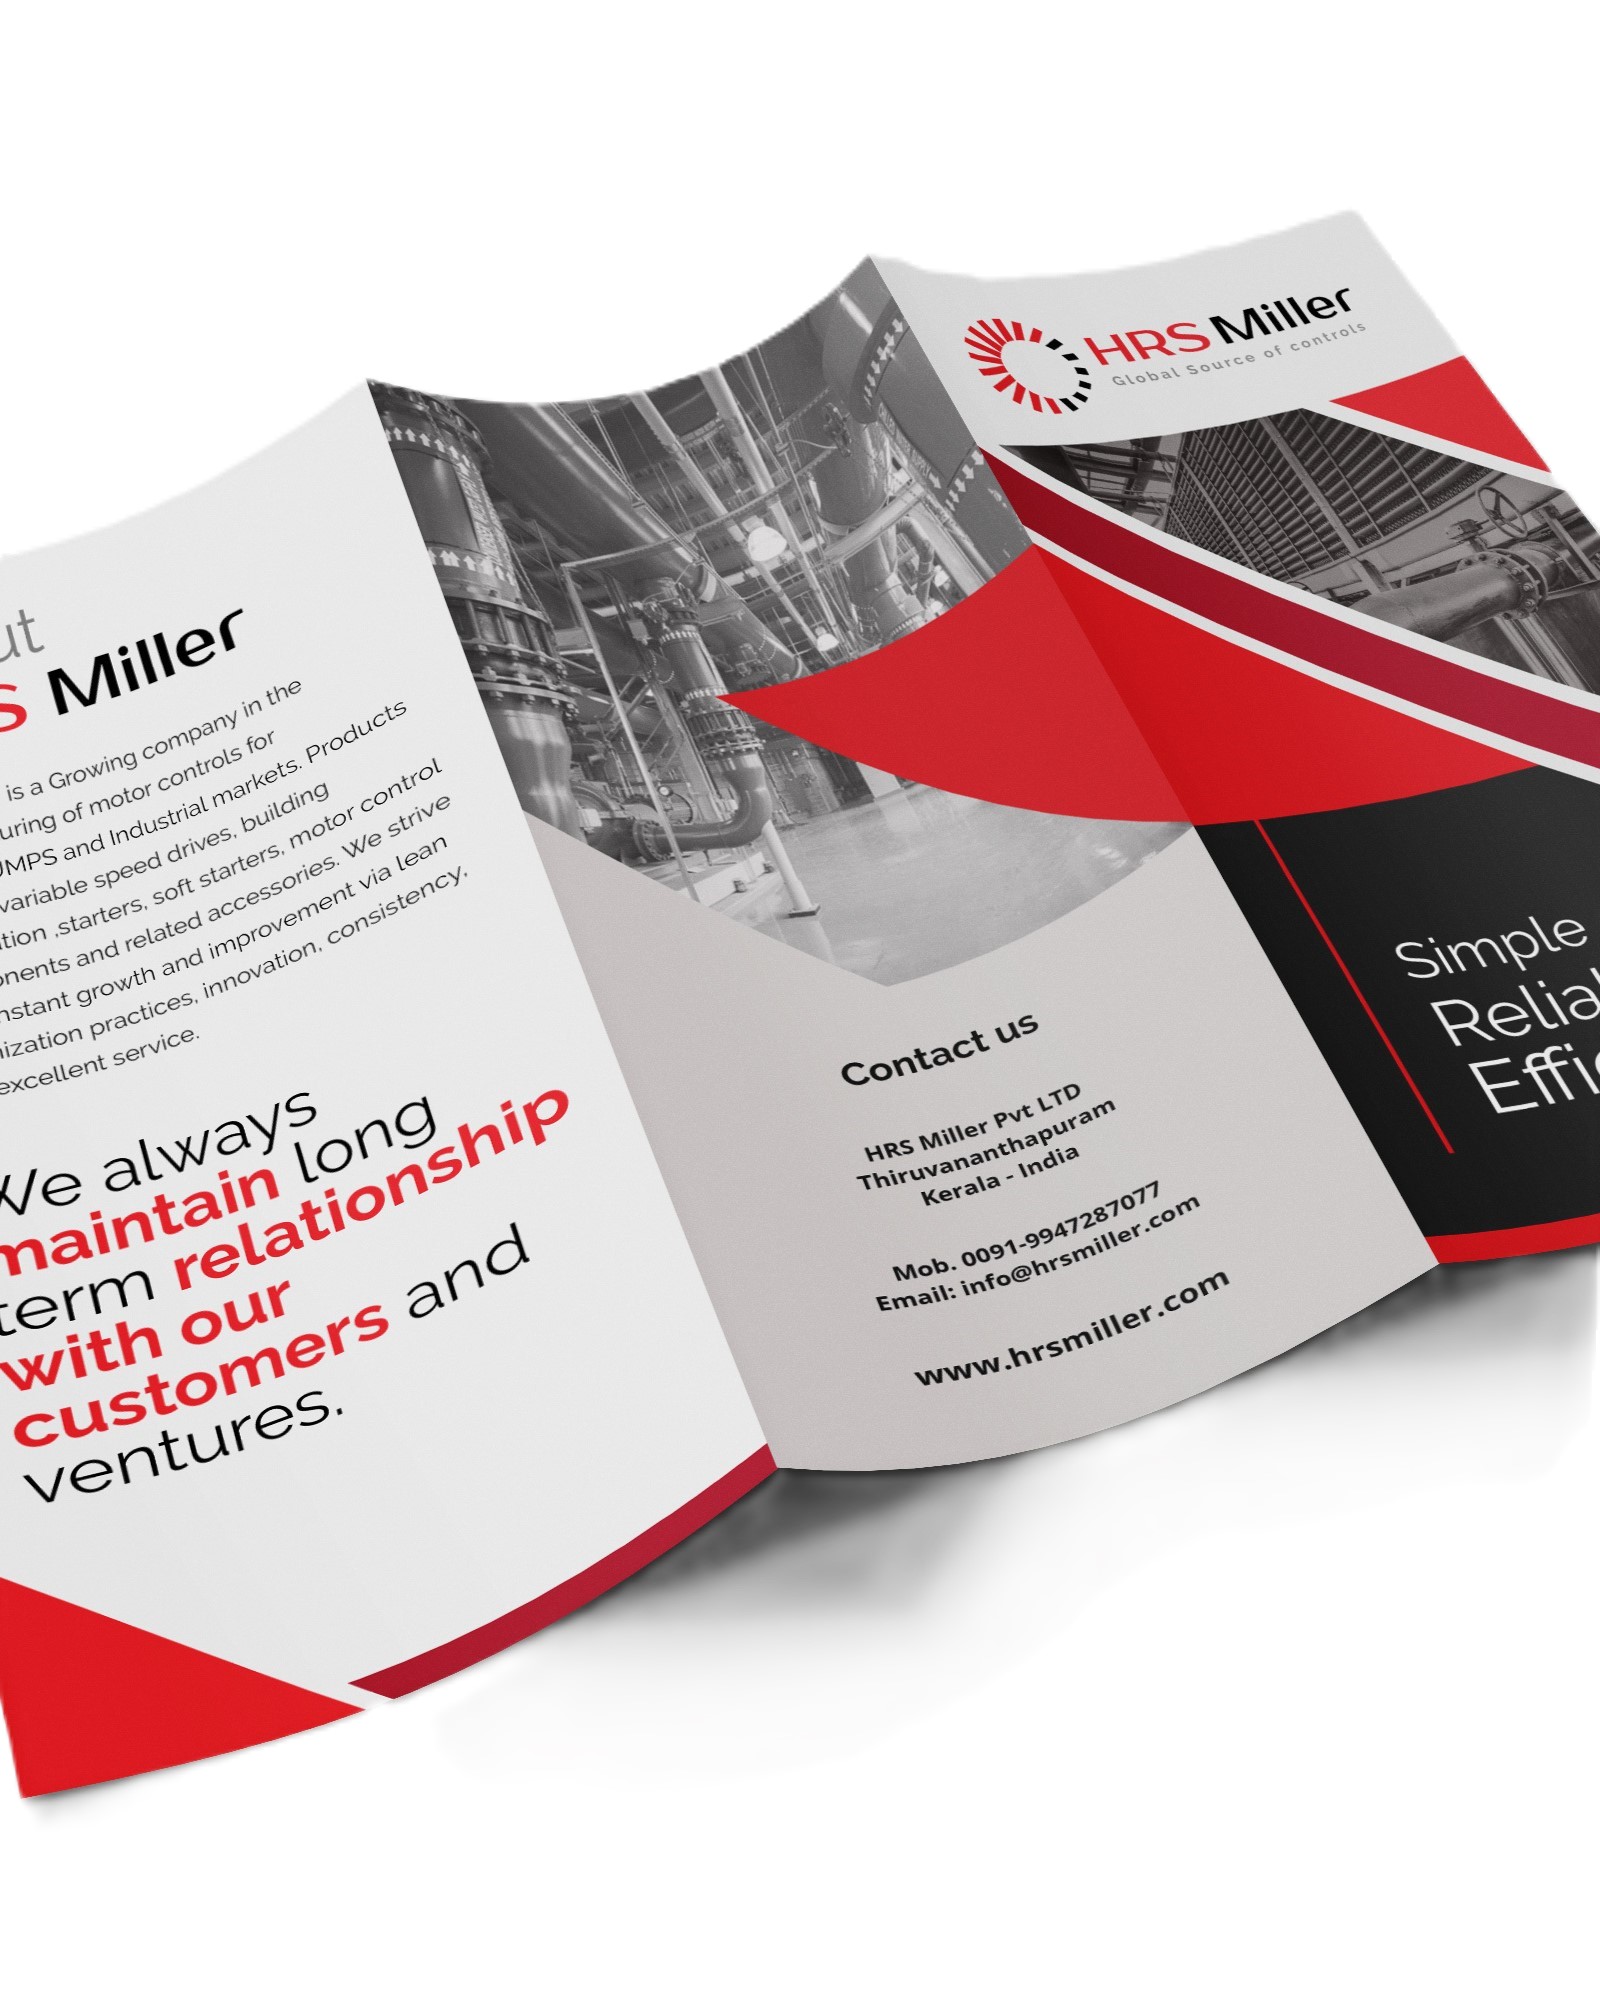 ut
S Miller
is a Growing company in the
uring of motor controls for
UMPS and Industrial markets. Products
variable speed drives, building
tion ,starters, soft starters, motor control
onents and related accessories. We strive
nstant growth and improvement via lean
nization practices, innovation, consistency,
excellent service.
We always
maintain long
term relationship
with our
customers and
ventures.
Contact us
HRS Miller Pvt LTD
Thiruvananthapuram
Kerala - India
Mob. 0091-9947287077
Email: info@hrsmiller.com
www.hrsmiller.com
HRS Miller
Global Source of controls
Simple
Relia
Effi